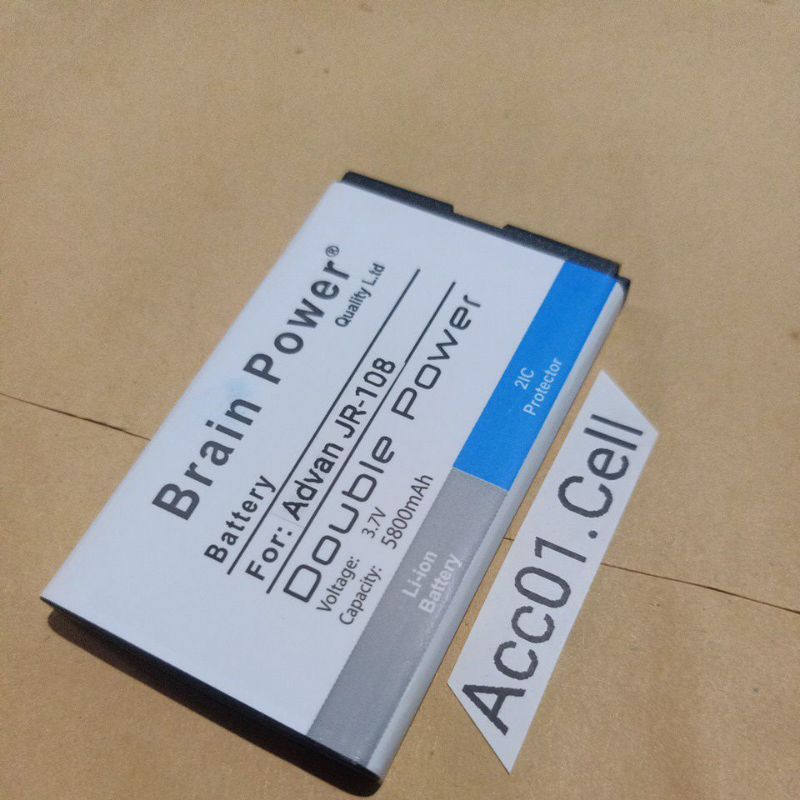 Brain Power®
Quality L.td
Battery
For: Advan JR-108
Double Power
Voltage: 3.7V
Capacity: 5800mAh
2IC
Protector
Li-ion
Battery
Acc01.Cell